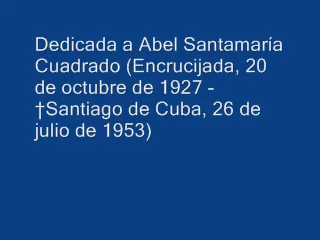 Dedicada a Abel Santamaría
Cuadrado (Encrucijada, 20
de octubre de 1927 -
†Santiago de Cuba, 26 de
julio de 1953)